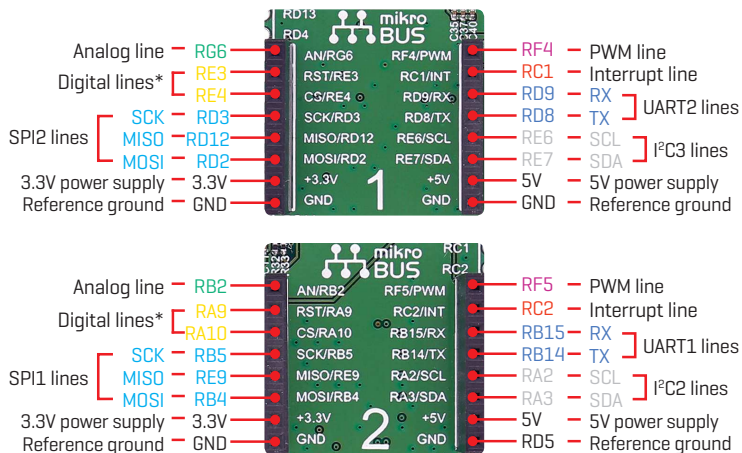 RD13
RD4
mikro
BUS
C35
C37
C40
Analog line RG6 AN/RG6 RF4/PWM RF4 PWM line
Digital lines* RE3 RST/RE3 RC1/INT RC1 Interrupt line
RE4 CS/RE4 RD9/RX RD9 RX UART2 lines
SPI2 lines SCK RD3 SCK/RD3 RD8/TX RD8 TX
MISO RD12 MISO/RD12 RE6/SCL RE6 SCL I²C3 lines
MOSI RD2 MOSI/RD2 RE7/SDA RE7 SDA
3.3V power supply 3.3V +3.3V 1 +5V 5V 5V power supply
Reference ground GND GND GND GND Reference ground
R32
R33
mikro
BUS
RC1
RC2
Analog line RB2 AN/RB2 RF5/PWM RF5 PWM line
Digital lines* RA9 RST/RA9 RC2/INT RC2 Interrupt line
RA10 CS/RA10 RB15/RX RB15 RX UART1 lines
SPI1 lines SCK RB5 SCK/RB5 RB14/TX RB14 TX
MISO RE9 MISO/RE9 RA2/SCL RA2 SCL I²C2 lines
MOSI RB4 MOSI/RB4 RA3/SDA RA3 SDA
3.3V power supply 3.3V +3.3V 2 +5V 5V 5V power supply
Reference ground GND GND GND RD5 Reference ground